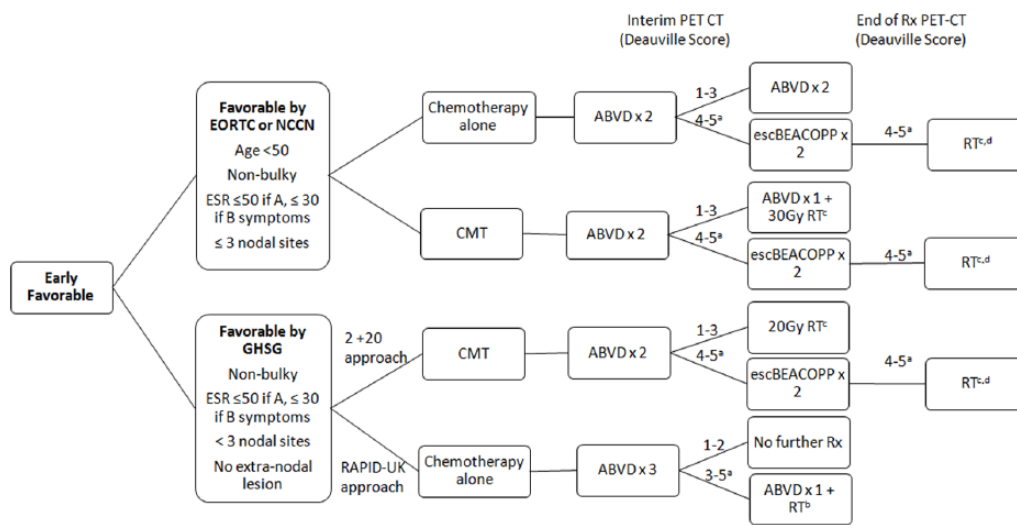 Interim PET CT
(Deauville Score)
End of Rx PET-CT
(Deauville Score)
Early
Favorable
Favorable by
EORTC or NCCN
Age <50
Non-bulky
ESR ≤50 if A, ≤ 30
if B symptoms
≤ 3 nodal sites
Chemotherapy
alone
ABVD x 2
1-3
ABVD x 2
4-5ᵃ
escBEACOPP x
2
4-5ᵃ
RTᶜ,ᵈ
CMT
ABVD x 2
1-3
ABVD x 1 +
30Gy RTᶜ
4-5ᵃ
escBEACOPP x
2
4-5ᵃ
RTᶜ,ᵈ
Favorable by
GHSG
Non-bulky
ESR ≤50 if A, ≤ 30
if B symptoms
< 3 nodal sites
No extra-nodal
lesion
2 +20
approach
CMT
ABVD x 2
1-3
20Gy RTᶜ
4-5ᵃ
escBEACOPP x
2
4-5ᵃ
RTᶜ,ᵈ
RAPID-UK
approach
Chemotherapy
alone
ABVD x 3
1-2
No further Rx
3-5ᵃ
ABVD x 1 +
RTᵇ